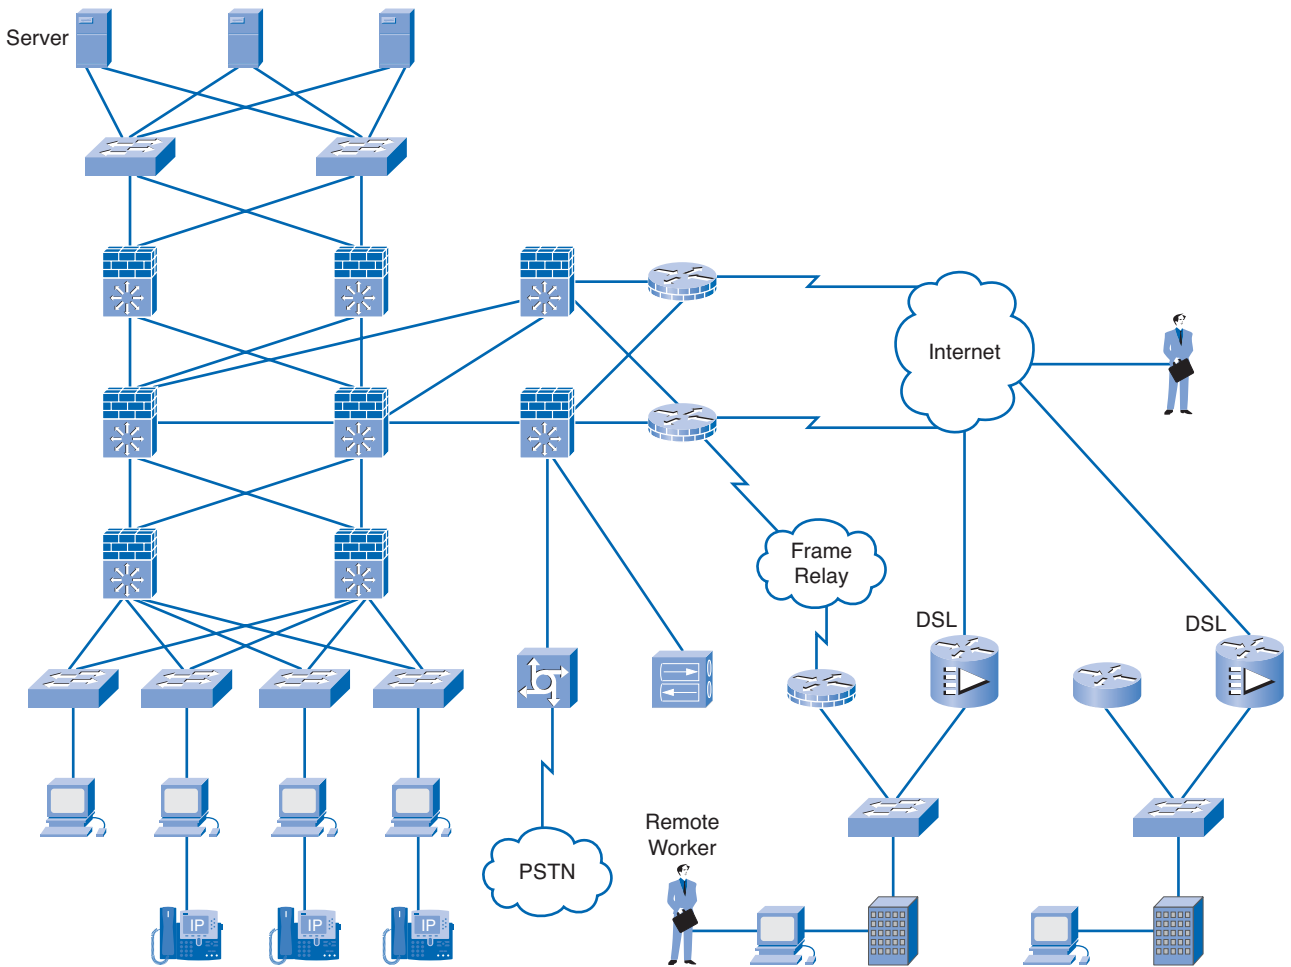 Server
Internet
Frame
Relay
DSL
DSL
Remote
Worker
PSTN
IP
IP
IP